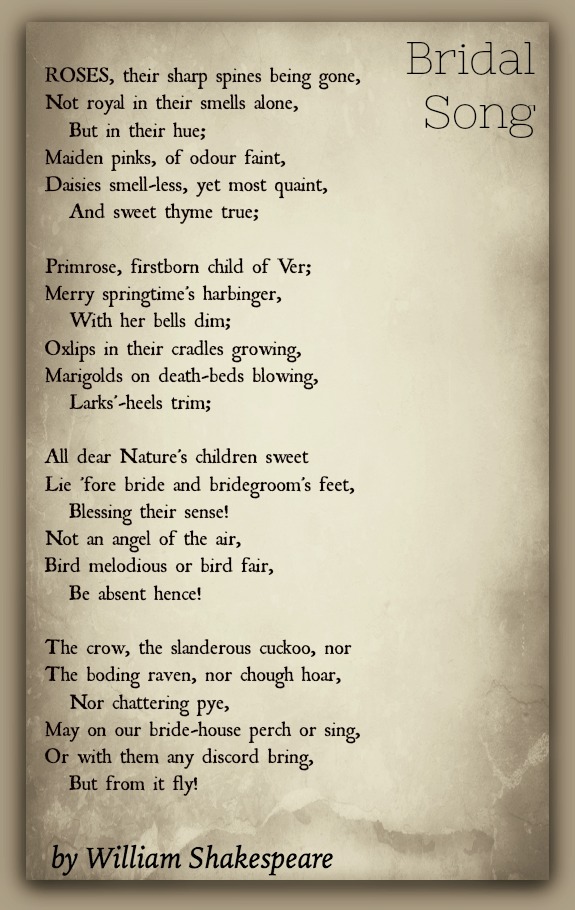 Bridal
Song
ROSES, their sharp spines being gone,
Not royal in their smells alone,
But in their hue;
Maiden pinks, of odour faint,
Daisies smell-less, yet most quaint,
And sweet thyme true;

Primrose, firstborn child of Ver;
Merry springtime's harbinger,
With her bells dim;
Oxlips in their cradles growing,
Marigolds on death-beds blowing,
Larks'-heels trim;

All dear Nature's children sweet
Lie 'fore bride and bridegroom's feet,
Blessing their sense!
Not an angel of the air,
Bird melodious or bird fair,
Be absent hence!

The crow, the slanderous cuckoo, nor
The boding raven, nor chough hoar,
Nor chattering pye,
May on our bride-house perch or sing,
Or with them any discord bring,
But from it fly!

by William Shakespeare